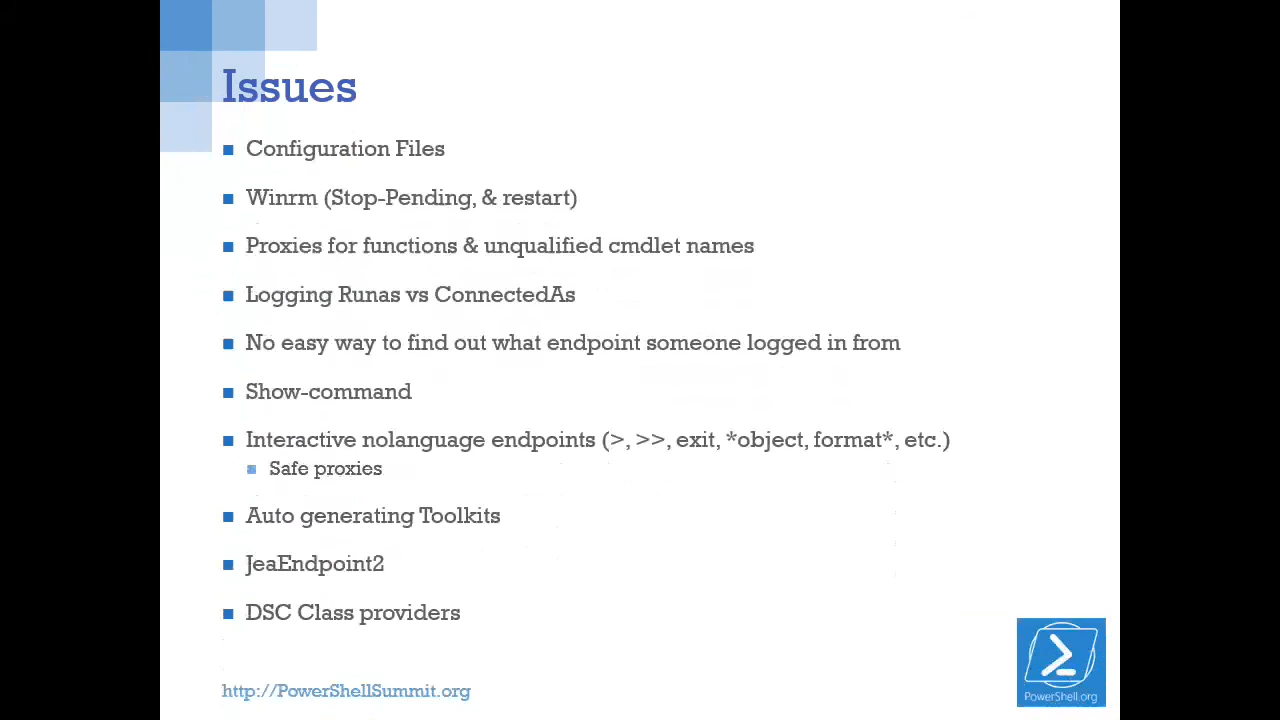 Issues
Configuration Files
Winrm (Stop-Pending, & restart)
Proxies for functions & unqualified cmdlet names
Logging Runas vs ConnectedAs
No easy way to find out what endpoint someone logged in from
Show-command
Interactive nolanguage endpoints (>, >>, exit, *object, format*, etc.)
Safe proxies
Auto generating Toolkits
JeaEndpoint2
DSC Class providers
http://PowerShellSummit.org
PowerShell.org